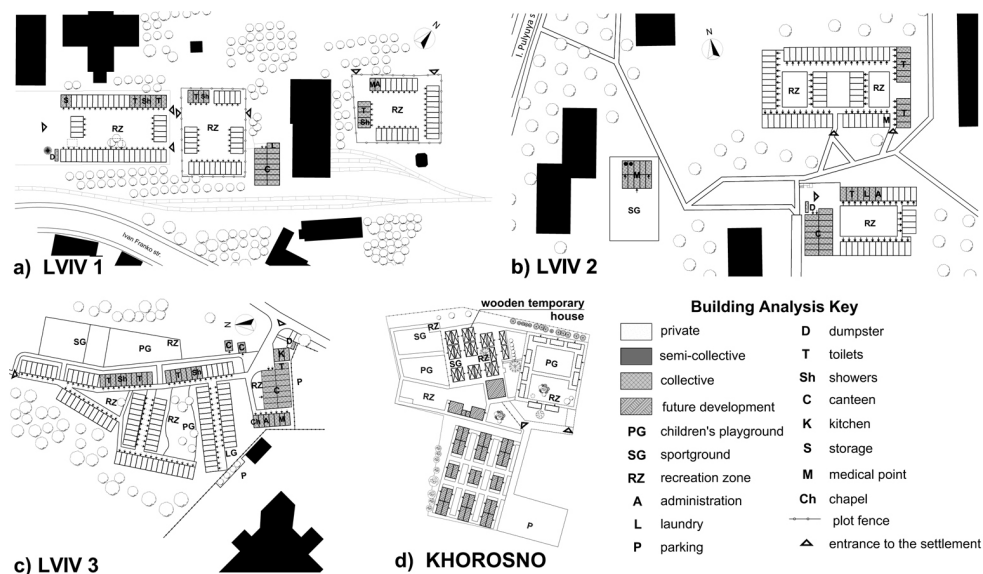 N
S
T Sh T
RZ
D
T Sh
RZ
L
C
MA
T
Sh
RZ
Ivan Franko str.
a) LVIV 1
I. Pulyuya s
N
T
RZ
RZ
M
T
M
SG
D
T L A
RZ
C
b) LVIV 2
N
SG
PG
RZ
C
C
D
K
T
T Sh T
T Sh
RZ
RZ
PG
RZ
C
P
Ch A M
LG
P
c) LVIV 3
wooden temporary
house
SG
RZ
SG
RZ
PG
PG
RZ
RZ
P
d) KHOROSNO
Building Analysis Key
private
semi-collective
collective
future development
PG children's playground
SG sportground
RZ recreation zone
A administration
L laundry
P parking
D dumpster
T toilets
Sh showers
C canteen
K kitchen
S storage
M medical point
Ch chapel
plot fence
entrance to the settlement